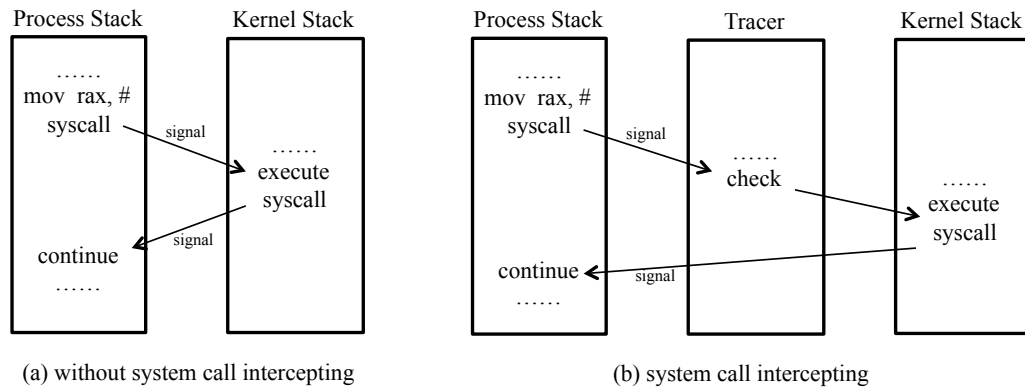 Process Stack
Kernel Stack
……
mov rax, #
syscall
signal
……
execute
syscall
signal
continue
……
(a) without system call intercepting
Process Stack
Tracer
Kernel Stack
……
mov rax, #
syscall
signal
……
check
……
execute
syscall
signal
continue
……
(b) system call intercepting